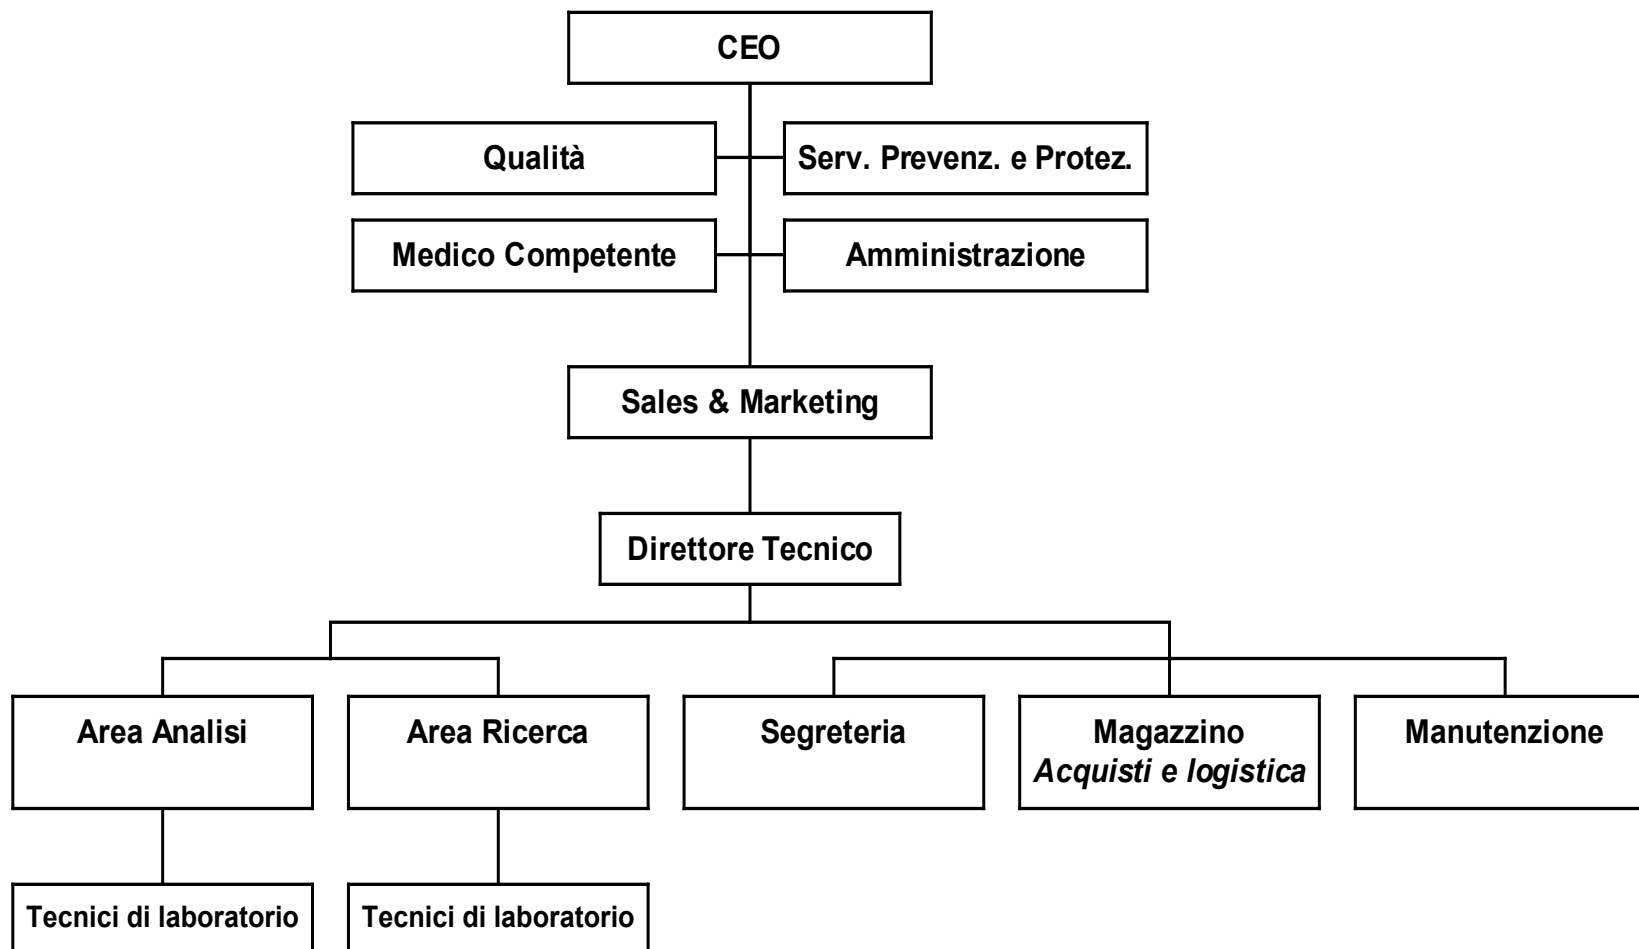 CEO
Qualità
Serv. Prevenz. e Protez.
Medico Competente
Amministrazione
Sales & Marketing
Direttore Tecnico
Area Analisi
Area Ricerca
Segreteria
Magazzino
Acquisti e logistica
Manutenzione
Tecnici di laboratorio
Tecnici di laboratorio